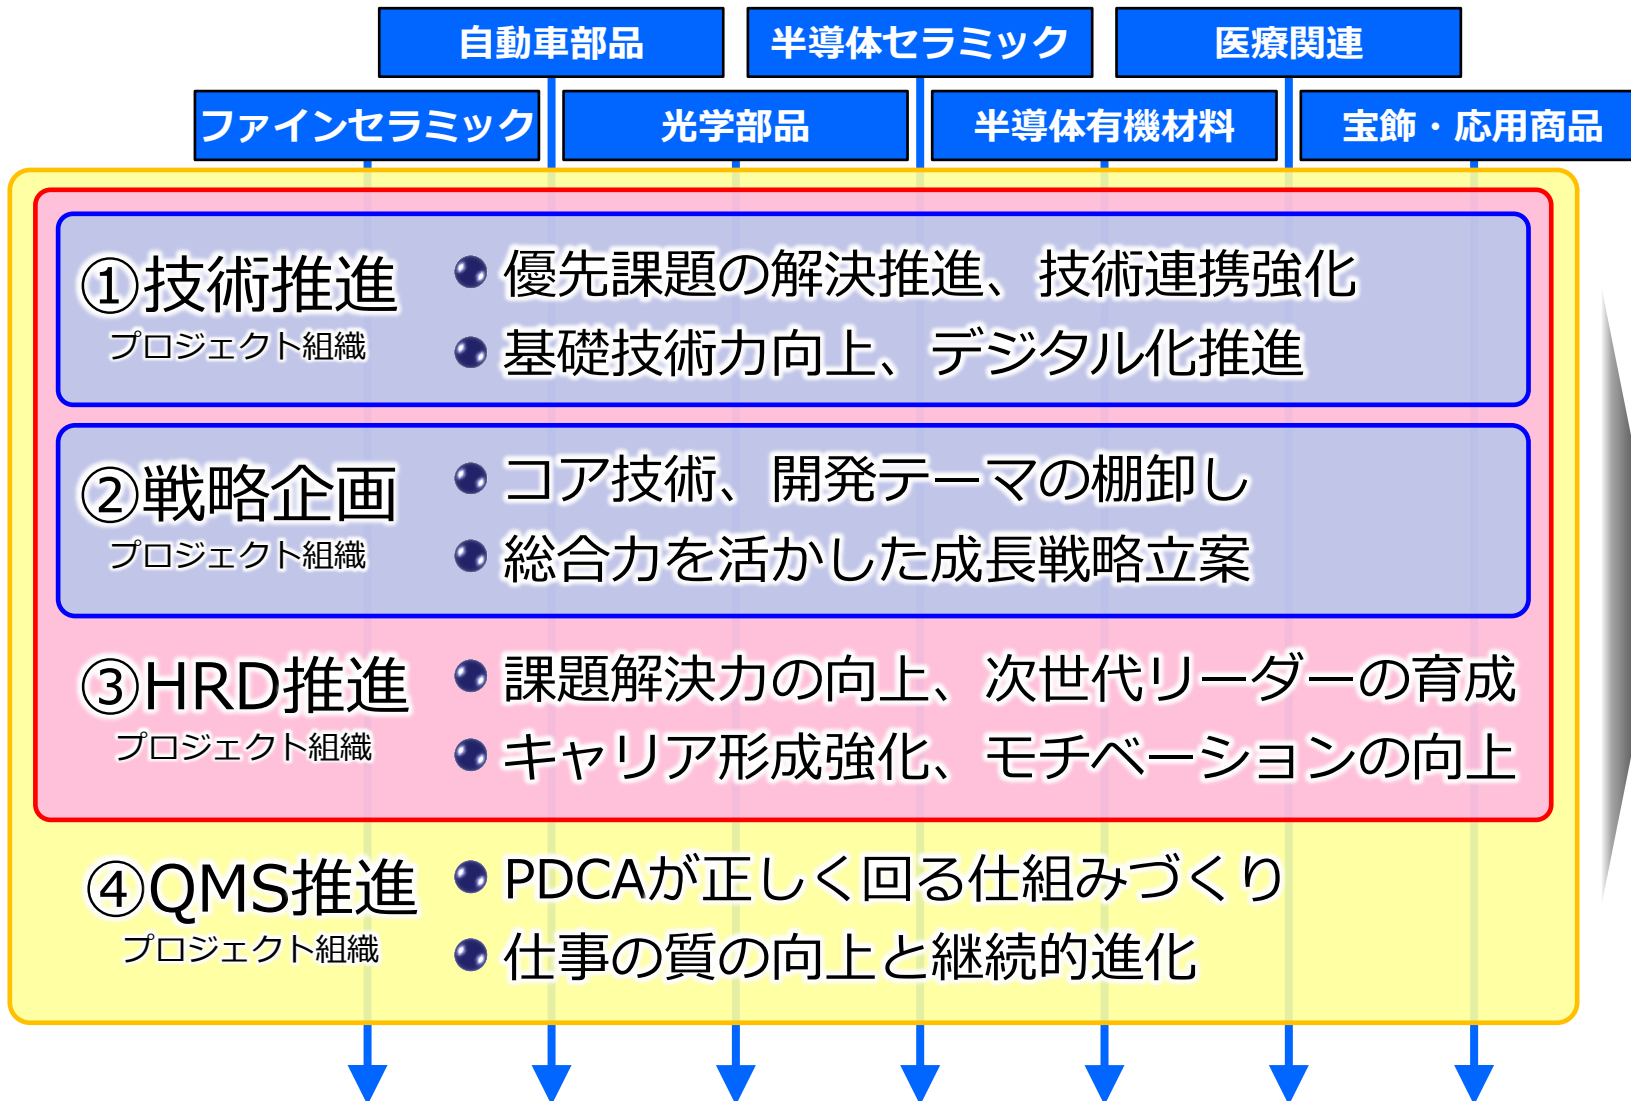 自動車部品
半導体セラミック
医療関連
ファインセラミック
光学部品
半導体有機材料
宝飾・応用商品
①技術推進
プロジェクト組織
優先課題の解決推進、技術連携強化
基礎技術力向上、デジタル化推進
②戦略企画
プロジェクト組織
コア技術、開発テーマの棚卸し
総合力を活かした成長戦略立案
③HRD推進
プロジェクト組織
課題解決力の向上、次世代リーダーの育成
キャリア形成強化、モチベーションの向上
④QMS推進
プロジェクト組織
PDCAが正しく回る仕組みづくり
仕事の質の向上と継続的進化